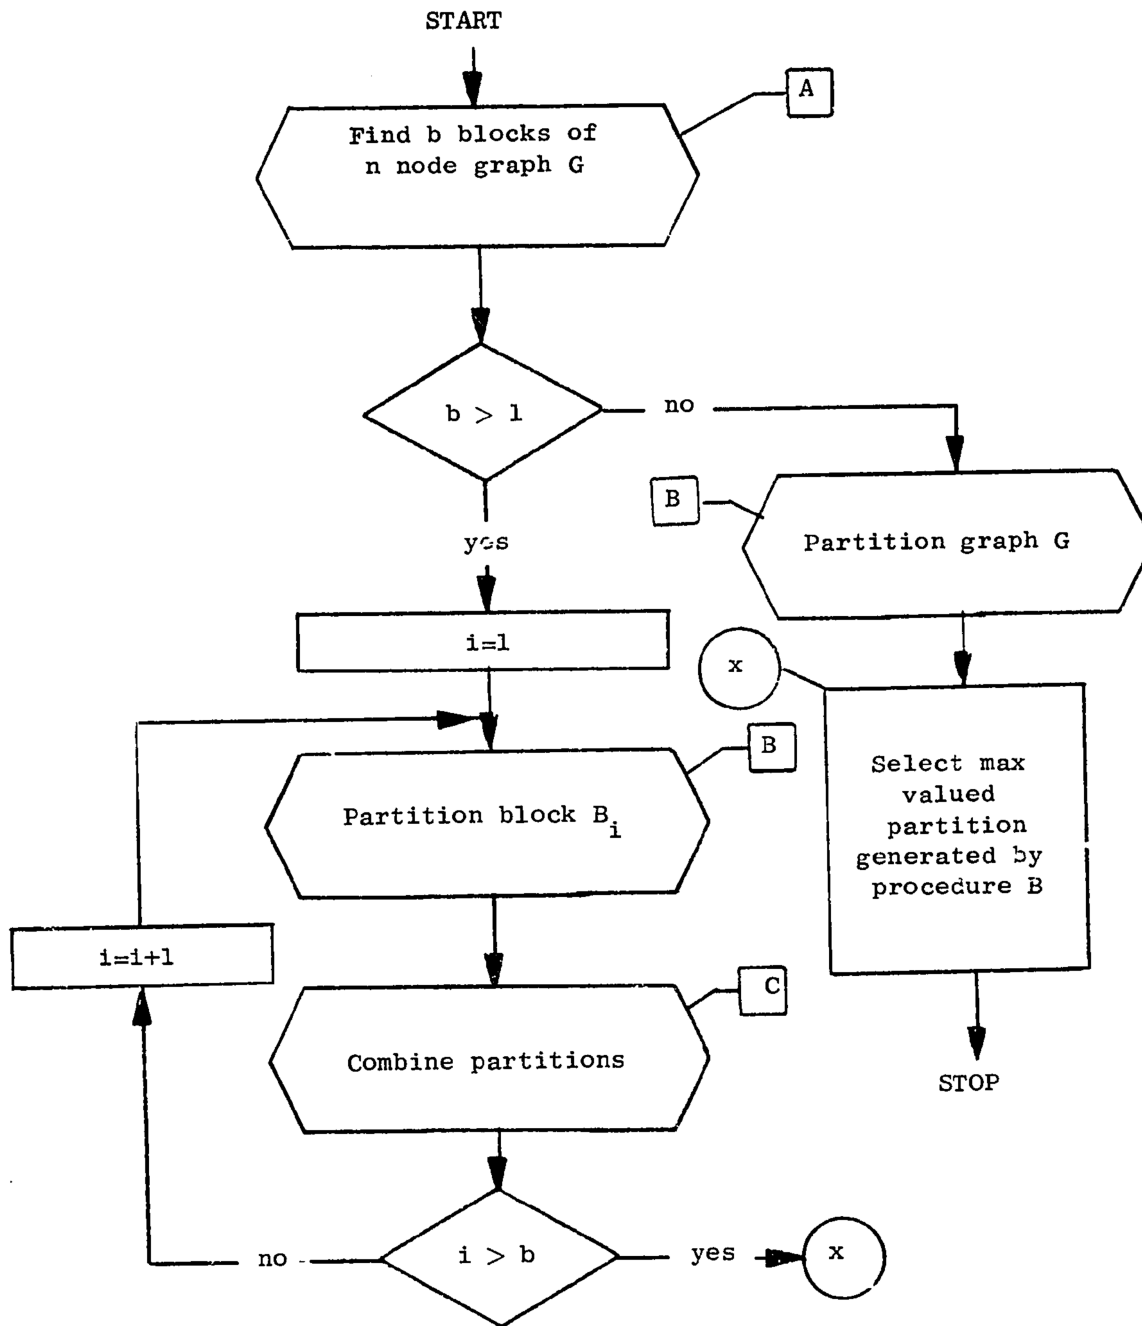 START
A
Find b blocks of
n node graph G
b > 1
no
B
Partition graph G
yes
i=1
x
B
Partition block B_i
Select max
valued
partition
generated by
procedure B
i=i+1
C
Combine partitions
STOP
i > b
no
yes
x